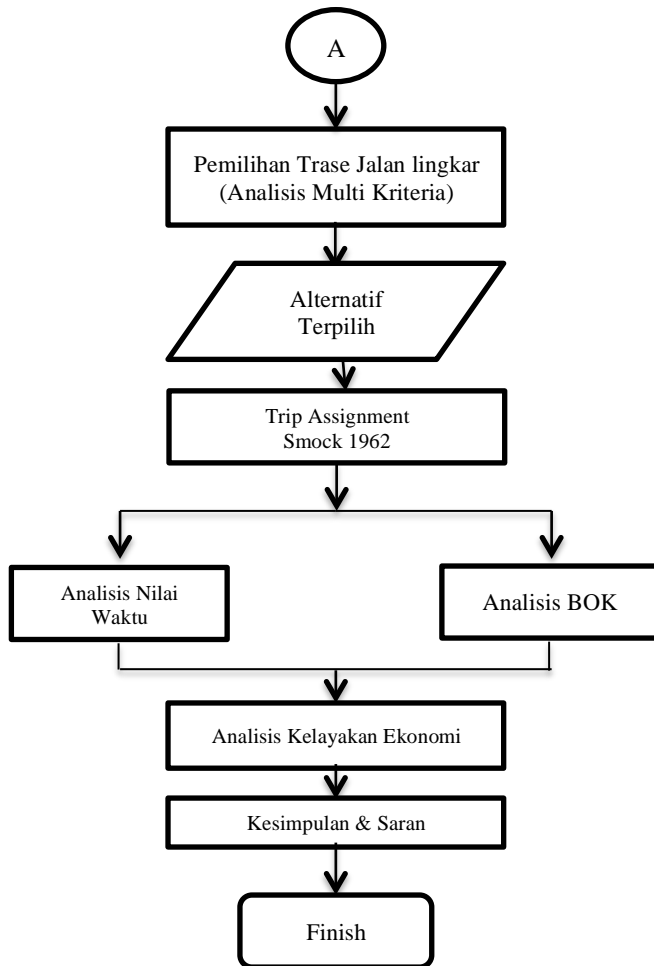 A
Pemilihan Trase Jalan lingkar
(Analisis Multi Kriteria)
Alternatif
Terpilih
Trip Assignment
Smock 1962
Analisis Nilai
Waktu
Analisis BOK
Analisis Kelayakan Ekonomi
Kesimpulan & Saran
Finish